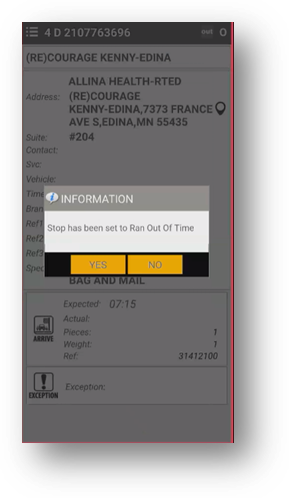 4 D 2107763696 O
(RE)COURAGE KENNY-EDINA
ALLINA HEALTH-RTED
Address: (RE)COURAGE
KENNY-EDINA,7373 FRANCE
AVE S,EDINA,MN 55435
Suite: #204
Contact:
Svc:
Vehicle:
Time
INFORMATION
Bran
Ref1
Stop has been set to Ran Out Of Time
Ref2
Ref3
YES NO
Spec
BAG AND MAIL
Expected: 07:15
Actual:
ARRIVE
Pieces: 1
Weight: 1
Ref: 31412100
EXCEPTION
Exception: